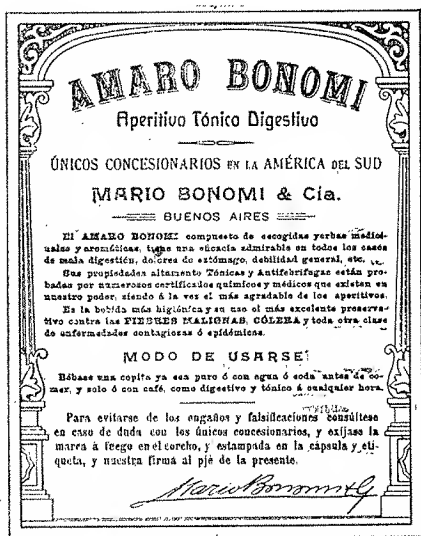 AMARO BONOMI
Aperitivo Tónico Digestivo
ÚNICOS CONCESIONARIOS EN LA AMÉRICA DEL SUD
MARIO BONOMI & Cía.
BUENOS AIRES
El AMARO BONOMI compuesto de escogidas yerbas medici-
nales y aromáticas, tiene una eficacia admirable en todos los casos
de mala digestión, dolores de estómago, debilidad general, etc.
Sus propiedades altamente Tónicas y Antifebrífugas están pro-
badas por numerosos certificados químicos y médicos que existen en
nuestro poder, siendo á la vez el más agradable de los aperitivos.
Es la bebida más higiénica y su uso el más excelente preserva-
tivo contra las FIEBRES MALIGNAS, CÓLERA y toda otra clase
de enfermedades contagiosas ó epidémicas.
MODO DE USARSE:
Bébase una copita ya sea puro ó con agua ó soda antes de co-
mer, y solo ó con café, como digestivo y tónico á cualquier hora.
Para evitarse de los engaños y falsificaciones consúltese
en caso de duda con los únicos concesionarios, y exíjase la
marca á fuego en el corcho, y estampada en la cápsula y eti-
queta, y nuestra firma al pié de la presente.
Mario Bonomi & Cª